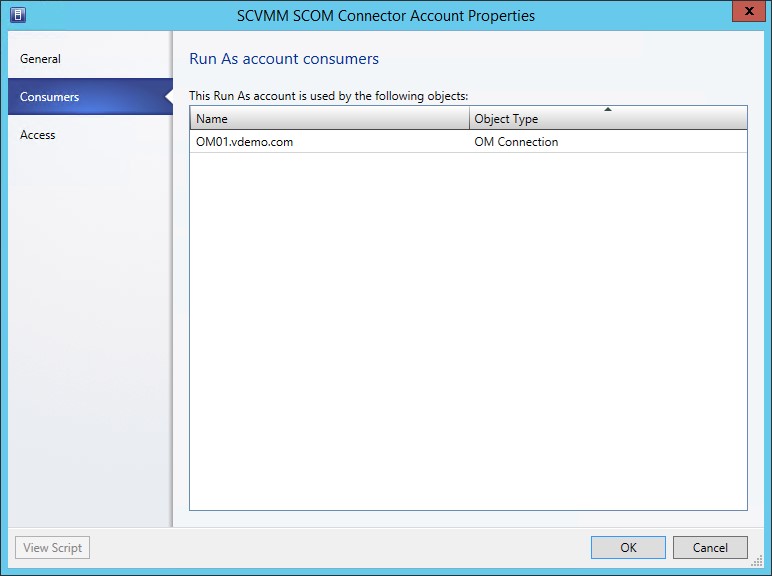 SCVMM SCOM Connector Account Properties
x
General
Consumers
Access
Run As account consumers
This Run As account is used by the following objects:
Name Object Type
OM01.vdemo.com OM Connection
View Script OK Cancel